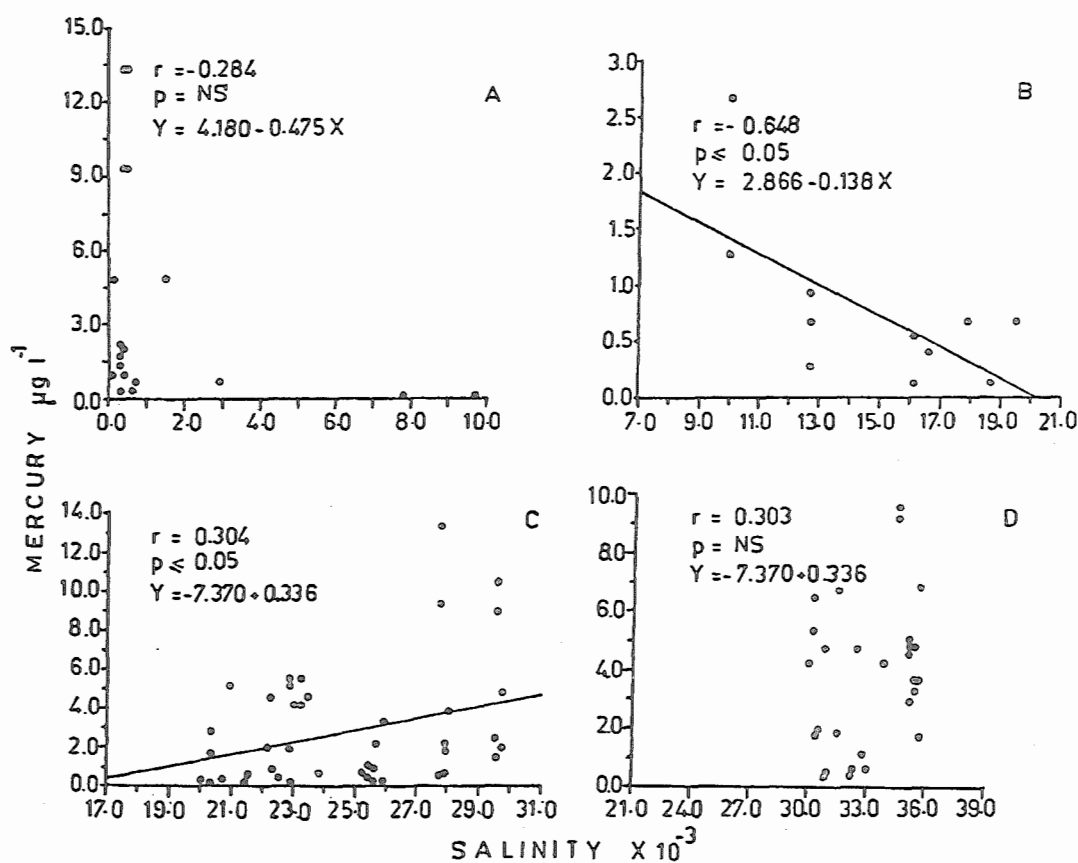 MERCURY µg l⁻¹
15.0
13.0
9.0
6.0
3.0
0.0
r =-0.284
p = NS
Y = 4.180-0.475X
A
0.0 2.0 4.0 6.0 8.0 10.0
3.0
2.5
2.0
1.5
1.0
0.5
0.0
r =-0.648
p≤ 0.05
Y= 2.866-0.138X
B
7.0 10.0 13.0 15.0 17.0 19.0 21.0
14.0
12.0
10.0
8.0
6.0
4.0
2.0
0.0
r = 0.304
p ≤ 0.05
Y =-7.370+0.336
C
17.0 19.0 21.0 23.0 25.0 27.0 29.0 31.0
10.0
8.0
6.0
4.0
2.0
0.0
r = 0.303
p = NS
Y =-7.370+0.336
D
21.0 24.0 27.0 30.0 33.0 36.0 39.0
SALINITY X 10⁻³